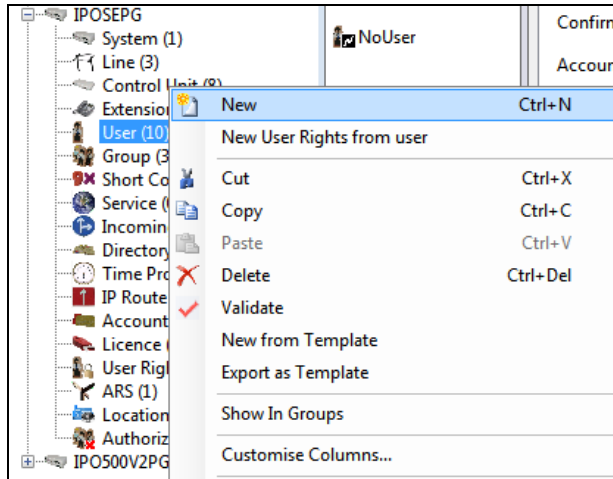 IPOSEPG
System (1)
Line (3)
Control Unit (8)
Extension
User (10)
Group (3
Short Co
Service (
Incomin
Directory
Time Pro
IP Route
Account
Licence (
User Righ
ARS (1)
Location
Authoriz
IPO500V2PG
NoUser
Confirm
Accoun
New Ctrl+N
New User Rights from user
Cut Ctrl+X
Copy Ctrl+C
Paste Ctrl+V
Delete Ctrl+Del
Validate
New from Template
Export as Template
Show In Groups
Customise Columns...